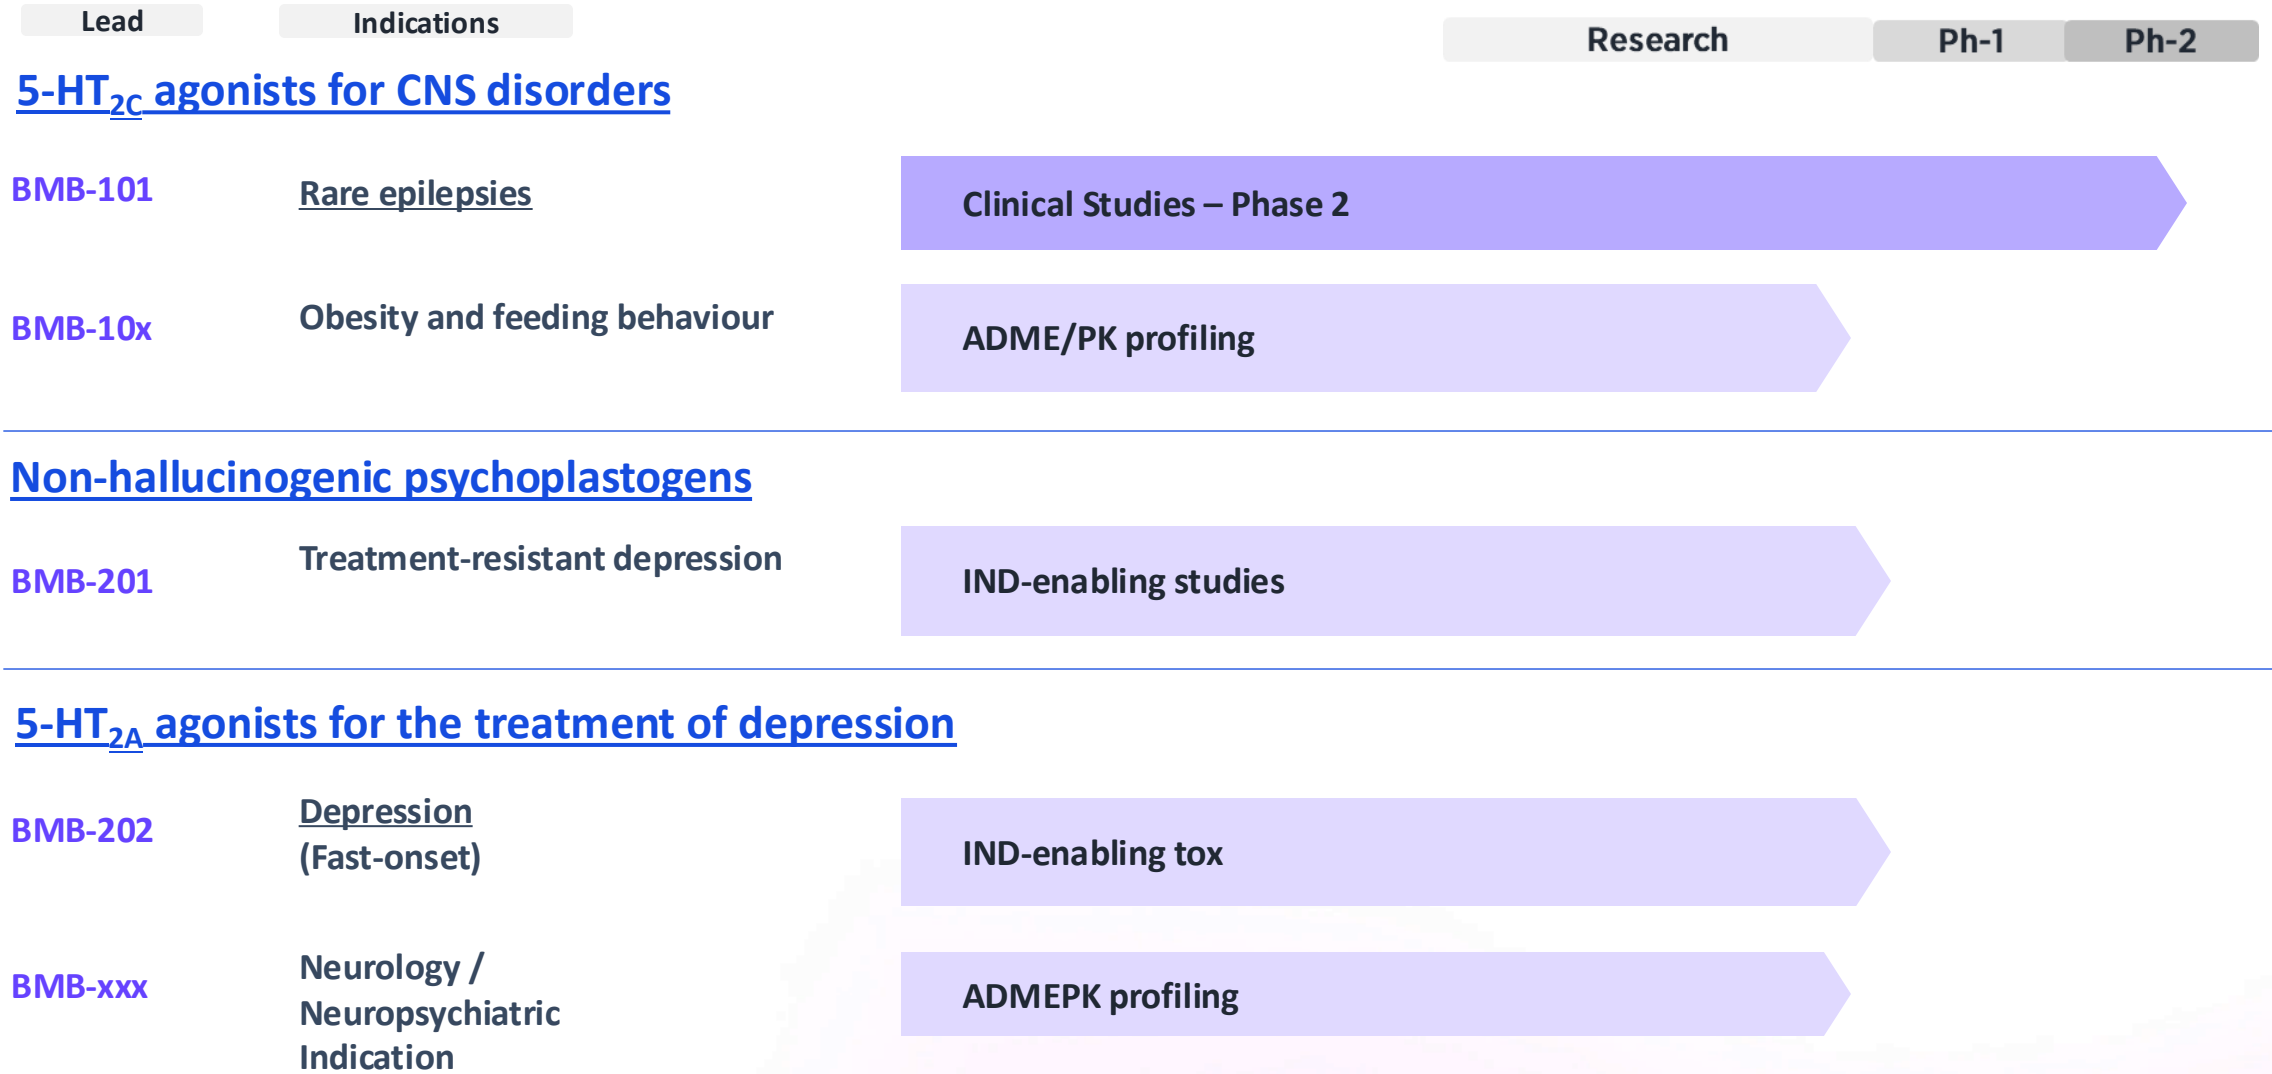 Lead Indications Research Ph-1 Ph-2
5-HT2C agonists for CNS disorders
BMB-101 Rare epilepsies Clinical Studies – Phase 2
BMB-10x Obesity and feeding behaviour ADME/PK profiling
Non-hallucinogenic psychoplastogens
BMB-201 Treatment-resistant depression IND-enabling studies
5-HT2A agonists for the treatment of depression
BMB-202 Depression
(Fast-onset)
IND-enabling tox
BMB-xxx Neurology /
Neuropsychiatric
Indication
ADMEPK profiling